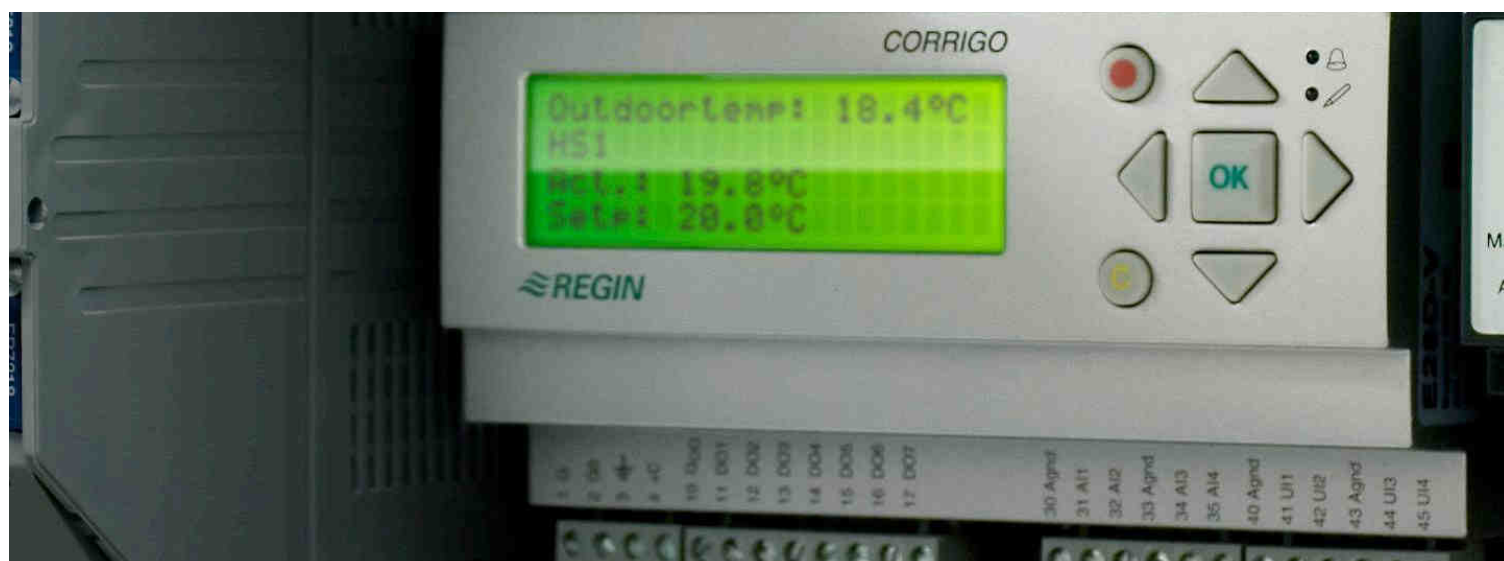 CORRIGO
Outdoortemp: 18.4°C
HS1
Act.: 19.8°C
Setp: 20.0°C
OK
C
REGIN
1 G
2 G0
4 +C
10 GDO
11 DO1
12 DO2
13 DO3
14 DO4
15 DO5
16 DO6
17 DO7
30 Agnd
31 AI1
32 AI2
33 Agnd
34 AI3
35 AI4
40 Agnd
41 UI1
42 UI2
43 Agnd
44 UI3
45 UI4